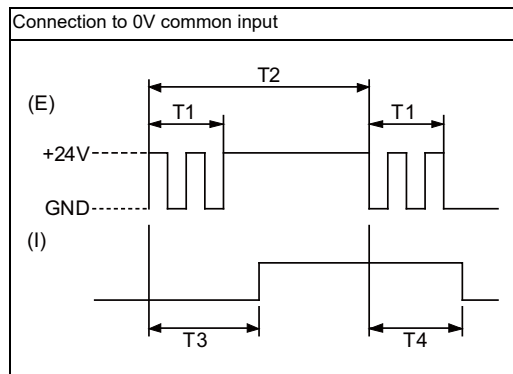 Connection to 0V common input
T2
(E)
T1 T1
+24V
GND
(I)
T3 T4